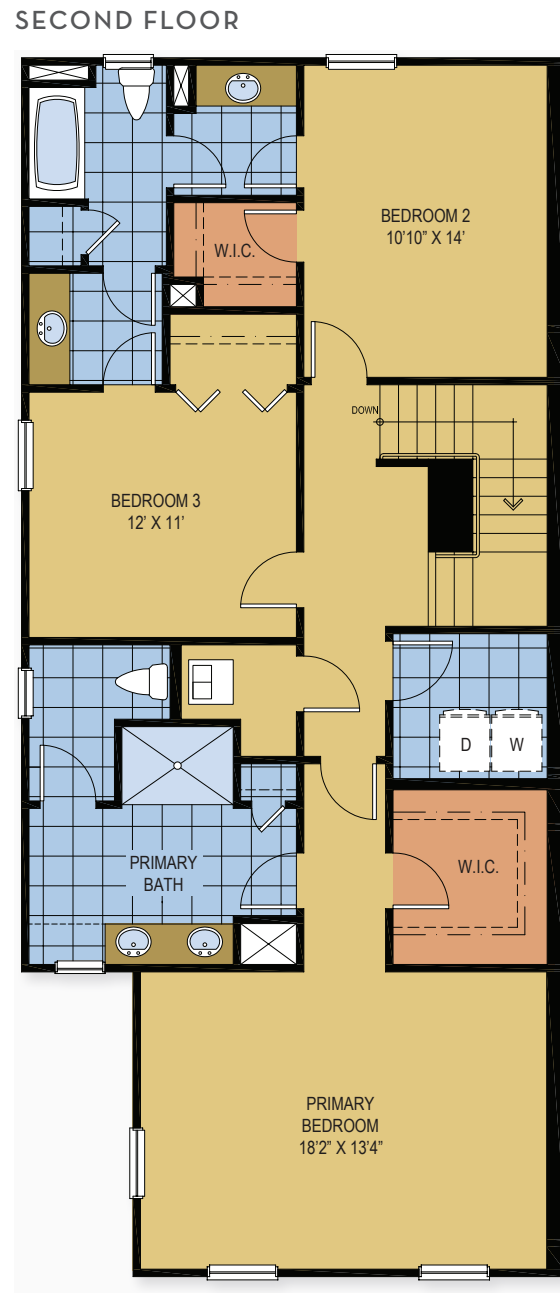 SECOND FLOOR
BEDROOM 2
10'10" X 14'
W.I.C.
DOWN
BEDROOM 3
12' X 11'
D
W
PRIMARY
BATH
W.I.C.
PRIMARY
BEDROOM
18'2" X 13'4"